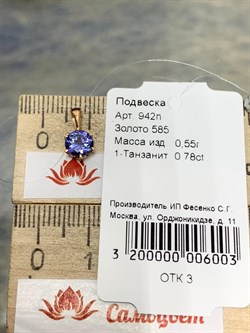 Подвеска
Арт. 942п
Золото 585
Масса изд 0,55г
1-Танзанит 0.78ct
Производитель ИП Фесенко С.Г.
Москва, ул. Орджоникидзе, д. 11
3 200000 006003
ОТК 3
Самоцвет